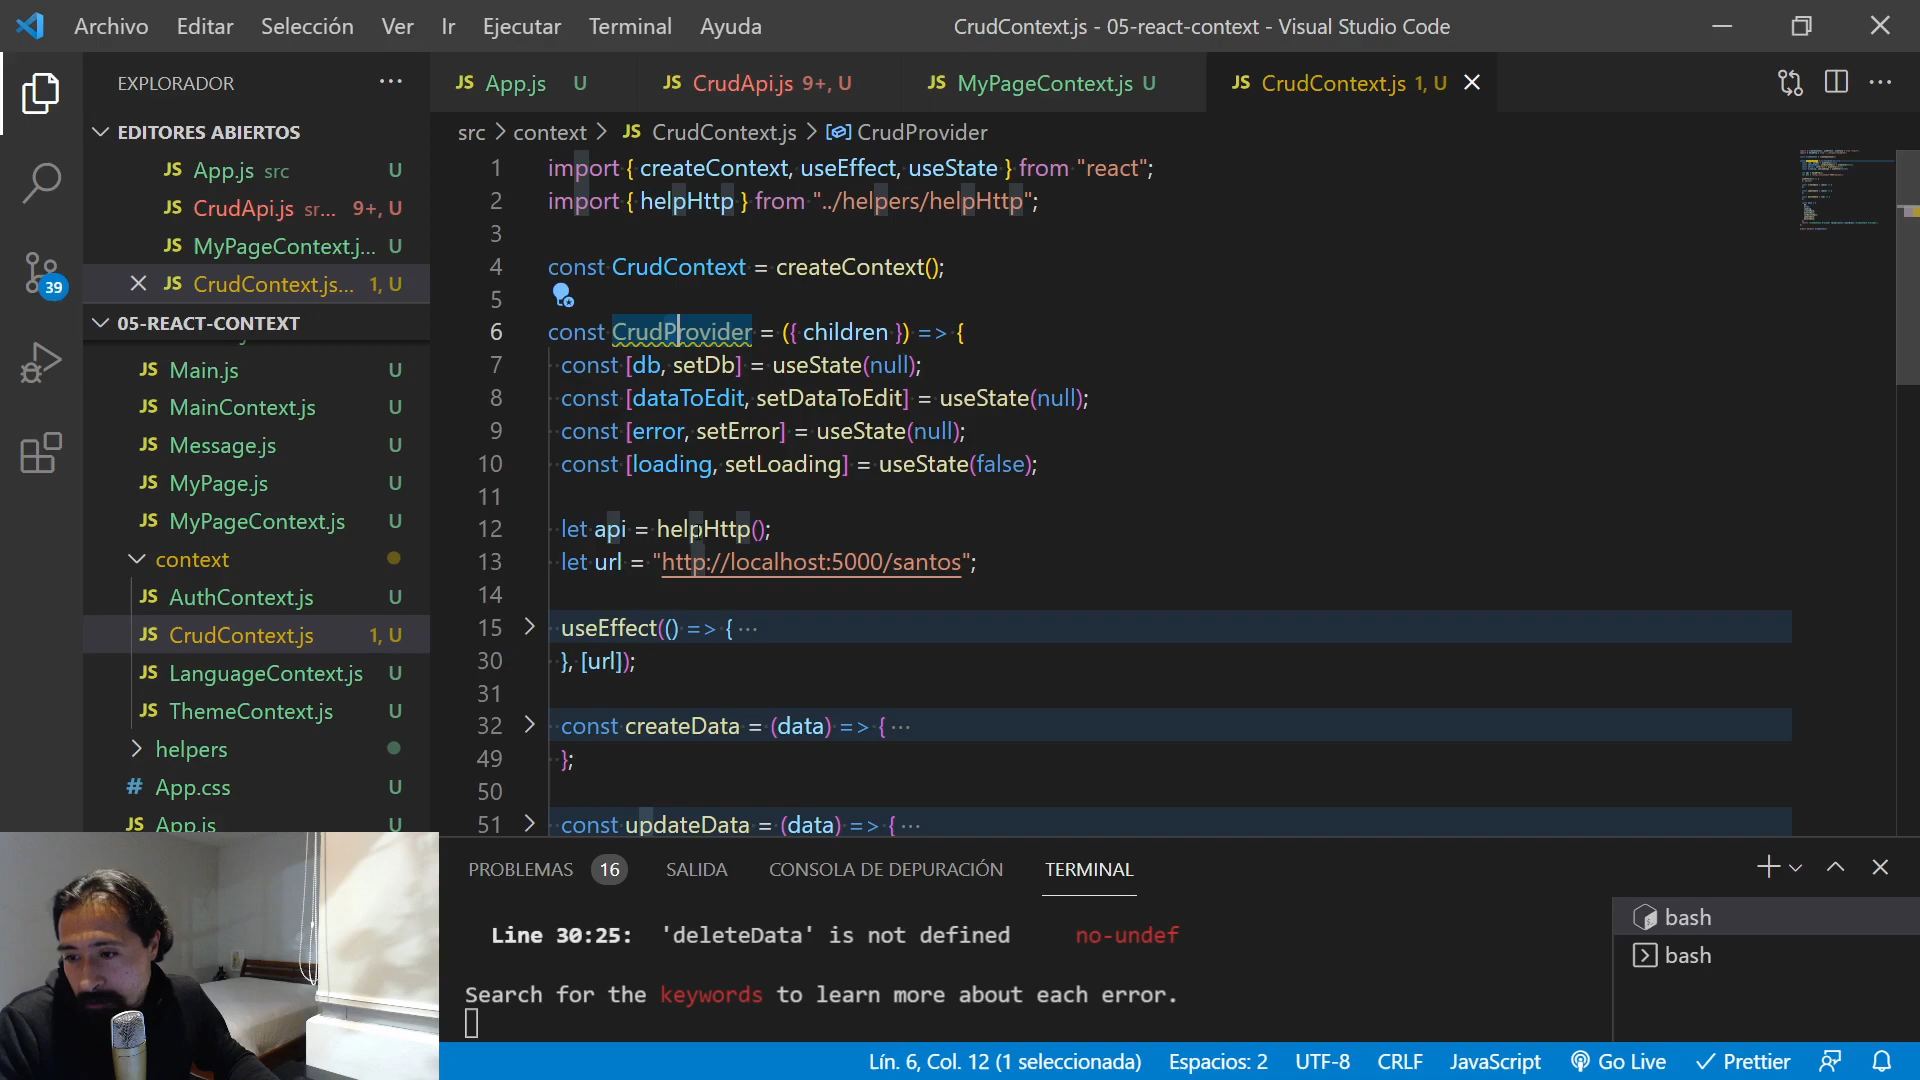 Archivo Editar Selección Ver Ir Ejecutar Terminal Ayuda CrudContext.js - 05-react-context - Visual Studio Code
EXPLORADOR
EDITORES ABIERTOS
JS App.js src U
JS CrudApi.js sr... 9+, U
JS MyPageContext.j... U
JS CrudContext.js... 1, U
39
05-REACT-CONTEXT
JS Main.js U
JS MainContext.js U
JS Message.js U
JS MyPage.js U
JS MyPageContext.js U
context
JS AuthContext.js U
JS CrudContext.js 1, U
JS LanguageContext.js U
JS ThemeContext.js U
helpers
# App.css U
JS App.js U
JS App.js U JS CrudApi.js 9+, U JS MyPageContext.js U JS CrudContext.js 1, U
src > context > JS CrudContext.js > CrudProvider
1 import { createContext, useEffect, useState } from "react";
2 import { helpHttp } from "../helpers/helpHttp";
3
4 const CrudContext = createContext();
5
6 const CrudProvider = ({ children }) => {
7 const [db, setDb] = useState(null);
8 const [dataToEdit, setDataToEdit] = useState(null);
9 const [error, setError] = useState(null);
10 const [loading, setLoading] = useState(false);
11
12 let api = helpHttp();
13 let url = "http://localhost:5000/santos";
14
15 useEffect(() => { ...
30 }, [url]);
31
32 const createData = (data) => { ...
49 };
50
51 const updateData = (data) => { ...
PROBLEMAS 16 SALIDA CONSOLA DE DEPURACIÓN TERMINAL
Line 30:25: 'deleteData' is not defined no-undef
Search for the keywords to learn more about each error.
bash
bash
Lín. 6, Col. 12 (1 seleccionada) Espacios: 2 UTF-8 CRLF JavaScript Go Live Prettier